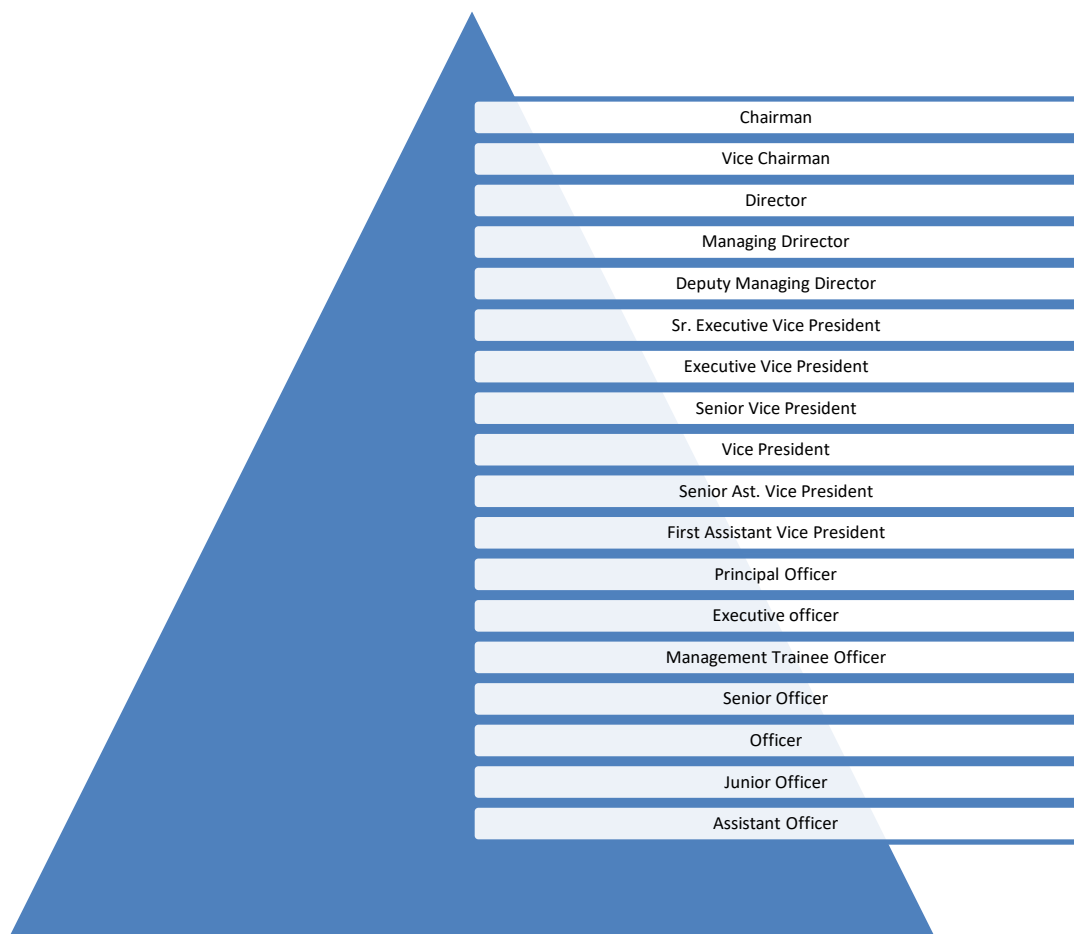 Chairman
Vice Chairman
Director
Managing Drirector
Deputy Managing Director
Sr. Executive Vice President
Executive Vice President
Senior Vice President
Vice President
Senior Ast. Vice President
First Assistant Vice President
Principal Officer
Executive officer
Management Trainee Officer
Senior Officer
Officer
Junior Officer
Assistant Officer